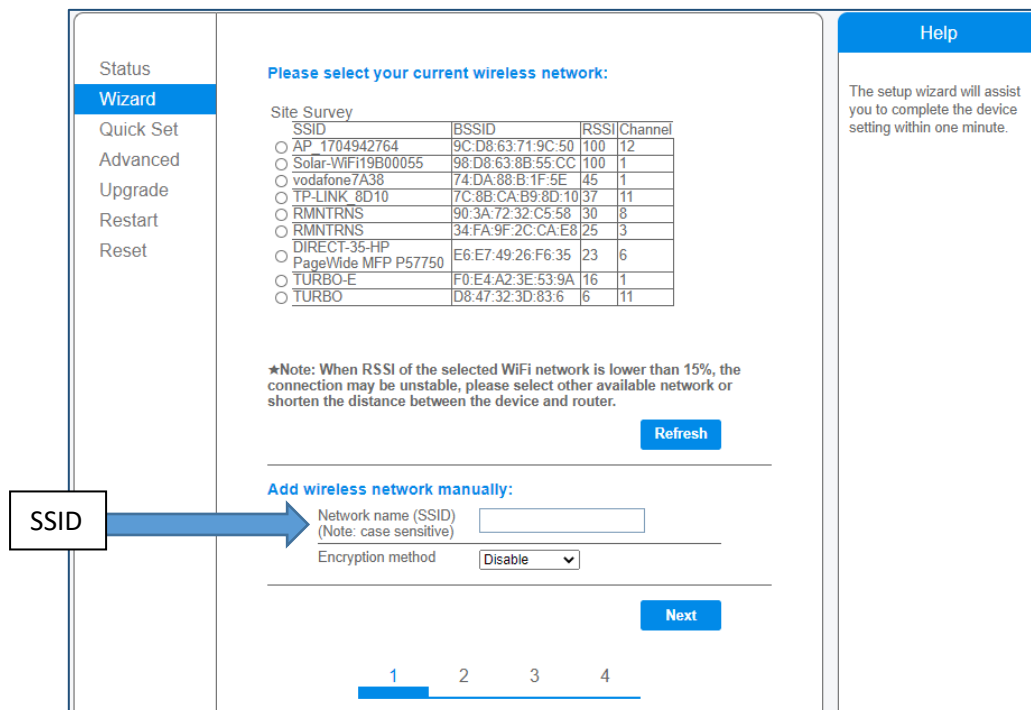 Help
Status
Wizard
Quick Set
Advanced
Upgrade
Restart
Reset
Please select your current wireless network:
Site Survey
SSID BSSID RSSI Channel
AP_1704942764 9C:D8:63:71:9C:50 100 12
Solar-WiFi19B00055 98:D8:63:8B:55:CC 100 1
vodafone7A38 74:DA:88:B:1F:5E 45 1
TP-LINK_8D10 7C:8B:CA:B9:8D:10 37 11
RMNTRNS 90:3A:72:32:C5:58 30 8
RMNTRNS 34:FA:9F:2C:CA:E8 25 3
DIRECT-35-HP
PageWide MFP P57750 E6:E7:49:26:F6:35 23 6
TURBO-E F0:E4:A2:3E:53:9A 16 1
TURBO D8:47:32:3D:83:6 6 11
★Note: When RSSI of the selected WiFi network is lower than 15%, the
connection may be unstable, please select other available network or
shorten the distance between the device and router.
Refresh
Add wireless network manually:
SSID
Network name (SSID)
(Note: case sensitive)
Encryption method Disable
Next
1 2 3 4
The setup wizard will assist
you to complete the device
setting within one minute.